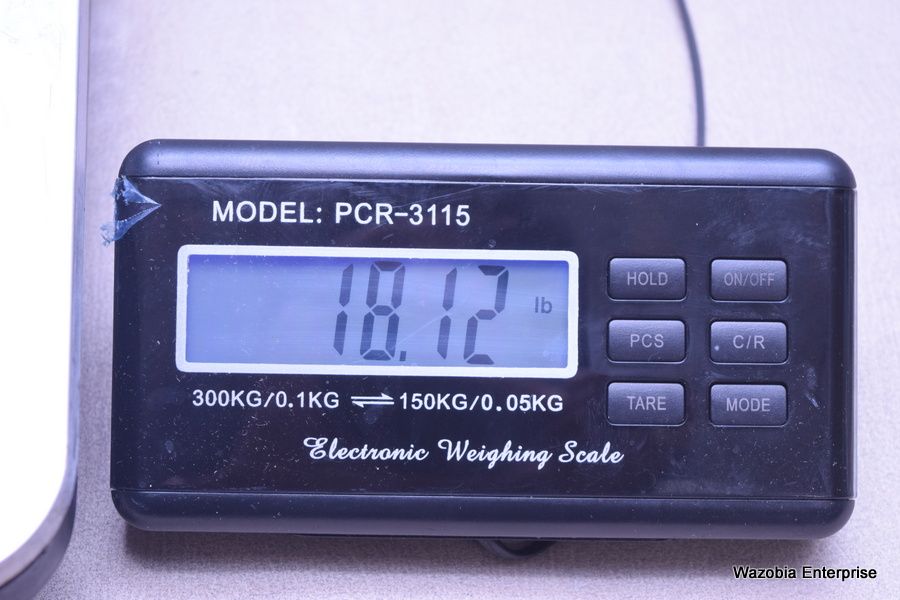 MODEL: PCR-3115
18.12 lb
HOLD ON/OFF
PCS C/R
TARE MODE
300KG/0.1KG ⇌ 150KG/0.05KG
Electronic Weighing Scale
Wazobia Enterprise